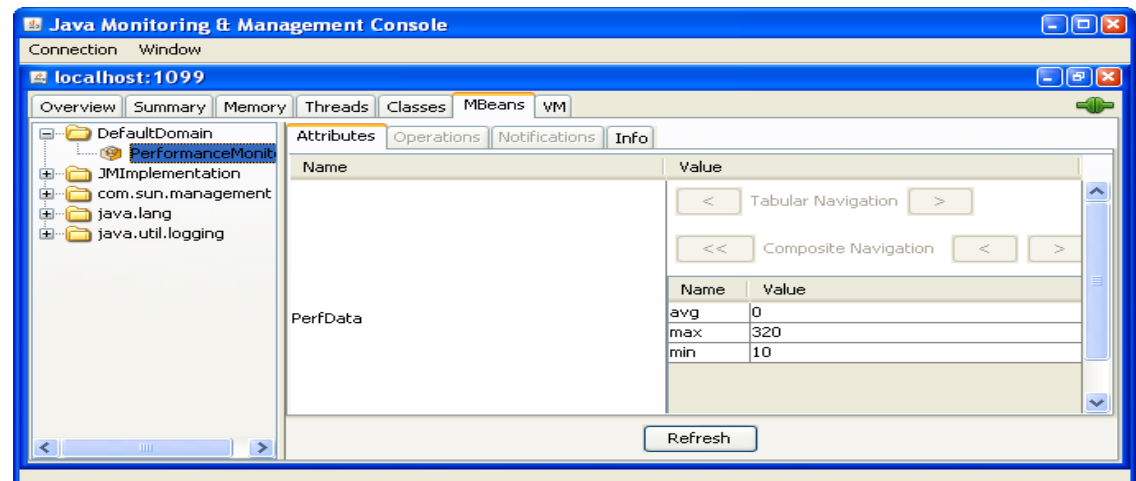 Java Monitoring & Management Console
Connection Window
localhost:1099
Overview Summary Memory Threads Classes MBeans VM
DefaultDomain
PerformanceMonit
JMImplementation
com.sun.management
java.lang
java.util.logging
Attributes Operations Notifications Info
Name Value
< Tabular Navigation >
<< Composite Navigation < >
Name Value
PerfData
avg 0
max 320
min 10
Refresh